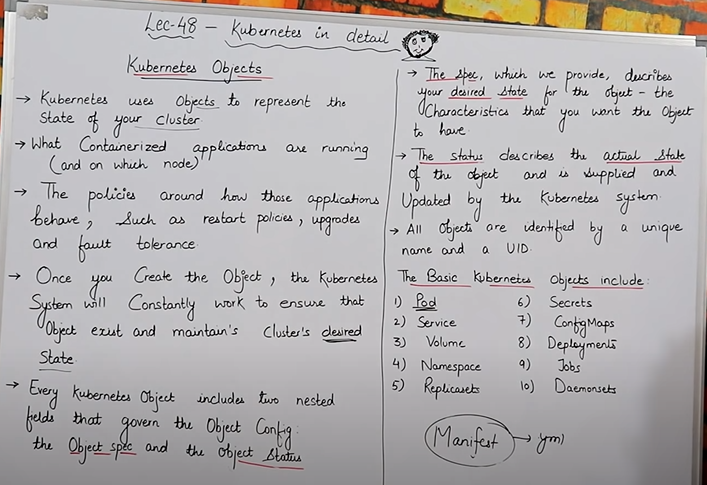 Lec-48 - Kubernetes in detail
Kubernetes Objects
→ Kubernetes uses Objects to represent the
State of your cluster.
→ What Containerized applications are running
(and on which node)
→ The policies around how those applications
behave, Such as restart policies, upgrades
and fault tolerance.
→ Once you Create the Object, the Kubernetes
System will Constantly work to ensure that
Object exist and maintain's Cluster's desired
State.
→ Every Kubernetes Object includes two nested
fields that govern the Object Config:
the Object spec and the object Status
→ The spec, which we provide, describes
your desired state for the object - the
Characteristics that you want the Object
to have.
→ The status describes the actual State
of the object and is supplied and
Updated by the Kubernetes system.
→ All Objects are identified by a unique
name and a UID.
The Basic Kubernetes Objects include:
1) Pod
2) Service
3) Volume
4) Namespace
5) Replicasets
6) Secrets
7) ConfigMaps
8) Deployments
9) Jobs
10) Daemonsets
Manifest → yml